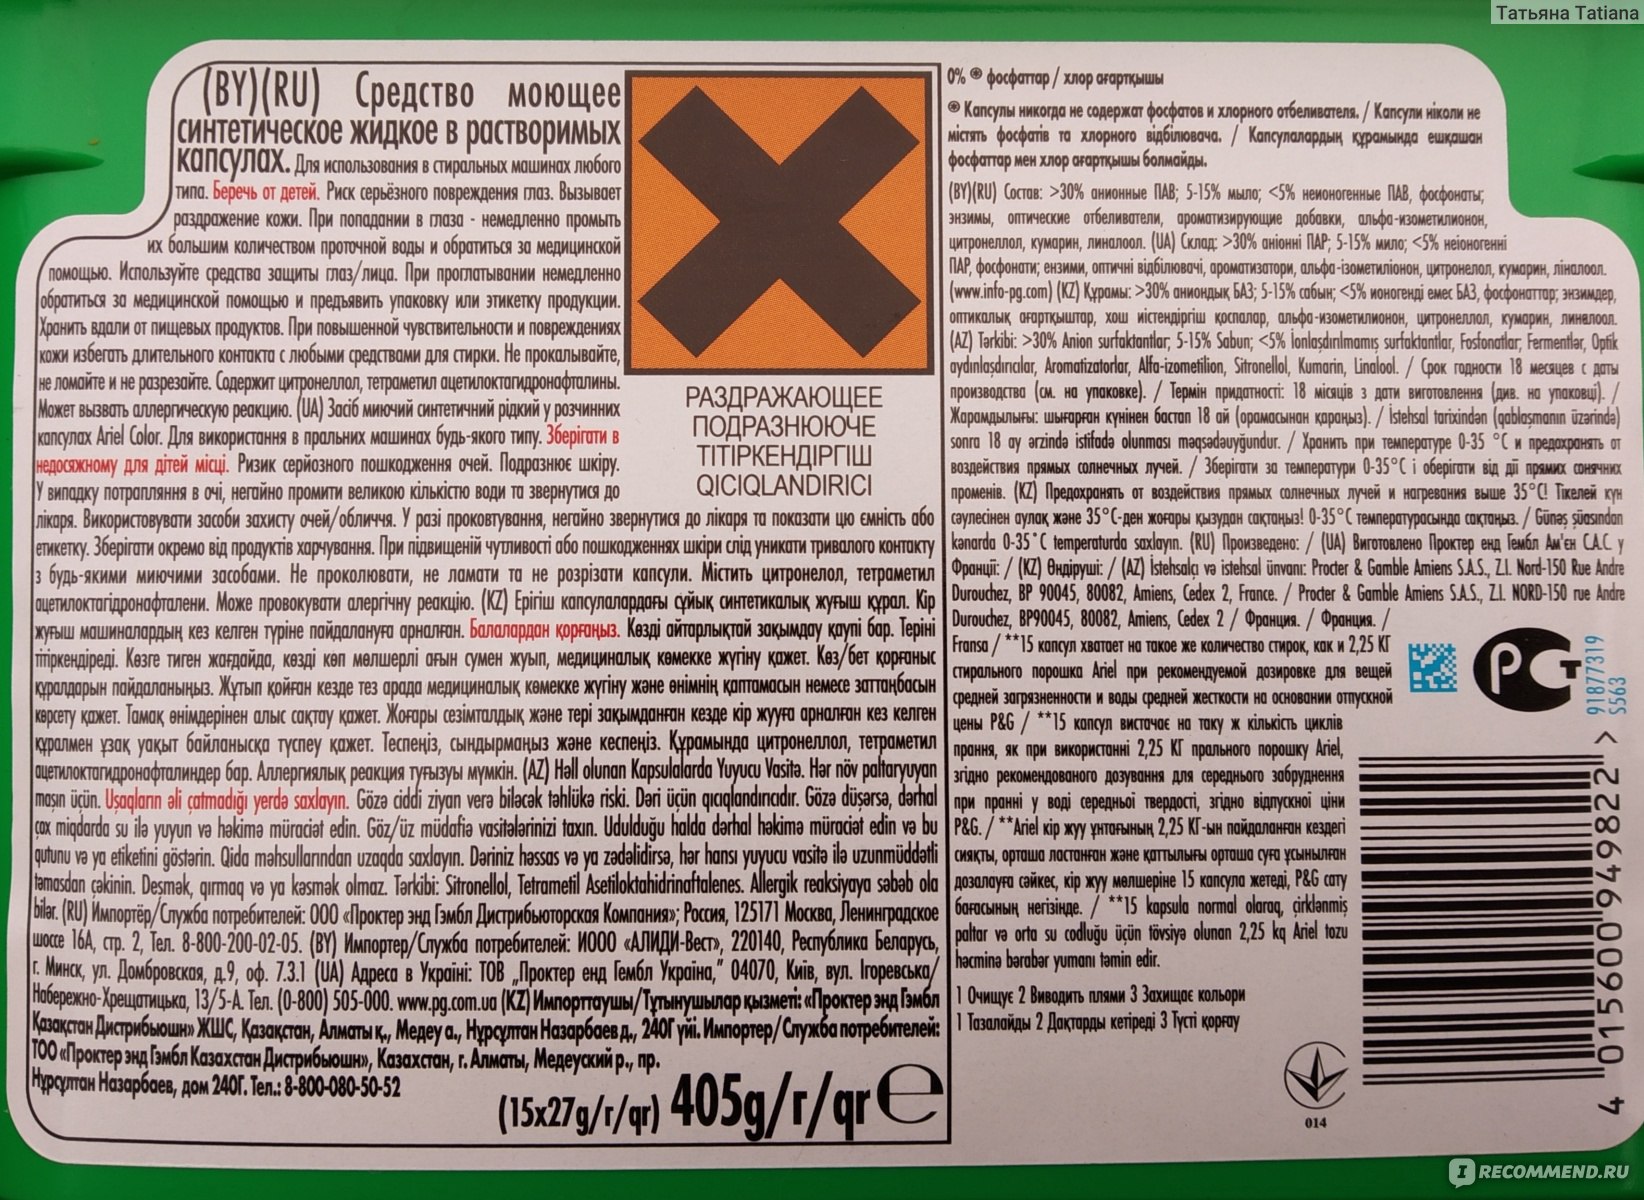 Татьяна Tatiana
(BY)(RU) Средство моющее
синтетическое жидкое в растворимых
капсулах. Для использования в стиральных машинах любого
типа. Беречь от детей. Риск серьёзного повреждения глаз. Вызывает
раздражение кожи. При попадании в глаза - немедленно промыть
их большим количеством проточной воды и обратиться за медицинской
помощью. Используйте средства защиты глаз/лица. При проглатывании немедленно
обратиться за медицинской помощью и предъявить упаковку или этикетку продукции.
Хранить вдали от пищевых продуктов. При повышенной чувствительности и повреждениях
кожи избегать длительного контакта с любыми средствами для стирки. Не прокалывайте,
не ломайте и не разрезайте. Содержит цитронеллол, тетраметил ацетилоктагидронафталины.
Может вызвать аллергическую реакцию. (UA) Засіб миючий синтетичний рідкий у розчинних
капсулах Ariel Color. Для використання в пральних машинах будь-якого типу. Зберігати в
недосяжному для дітей місці. Ризик серйозного пошкодження очей. Подразнює шкіру.
У випадку потрапляння в очі, негайно промити великою кількістю води та звернутися до
лікаря. Використовувати засоби захисту очей/обличчя. У разі проковтування, негайно звернутися до лікаря та показати цю ємність або
етикетку. Зберігати окремо від продуктів харчування. При підвищеній чутливості або пошкодженнях шкіри слід уникати тривалого контакту
з будь-якими миючими засобами. Не проколювати, не ламати та не розрізати капсули. Містить цитронелол, тетраметил
ацетилоктагідронафталени. Може провокувати алергічну реакцію. (KZ) Ерігіш капсулалардағы сұйық синтетикалық жуғыш құрал. Кір
жуғыш машиналардың кез келген түріне пайдалануға арналған. Балалардан қорғаңыз. Көзді айтарлықтай зақымдау қаупі бар. Теріні
тітіркендіреді. Көзге тиген жағдайда, көзді көп мөлшерлі ағын сумен жуып, медициналық көмекке жүгіну қажет. Көз/бет қорғаныс
құралдарын пайдаланыңыз. Жұтып қойған кезде тез арада медициналық көмекке жүгіну және өнімнің қаптамасын немесе заттаңбасын
көрсету қажет. Тамақ өнімдерінен алыс сақтау қажет. Жоғары сезімталдық және тері зақымданған кезде кір жууға арналған кез келген
құралмен ұзақ уақыт байланысқа түспеу қажет. Теспеңіз, сындырмаңыз және кеспеңіз. Құрамында цитронеллол, тетраметил
ацетилоктагидронафталиндер бар. Аллергиялық реакция туғызуы мүмкін. (AZ) Həll olunan Kapsulalarda Yuyucu Vasitə. Hər növ paltaryuyan
maşın üçün. Uşaqların əli çatmadığı yerdə saxlayın. Gözə ciddi ziyan verə biləcək təhlükə riski. Dəri üçün qıcıqlandırıcıdır. Gözə düşərsə, dərhal
çox miqdarda su ilə yuyun və həkimə müraciət edin. Göz/üz müdafiə vasitələrinizi taxın. Udulduğu halda dərhal həkimə müraciət edin və bu
qutunu və ya etiketini göstərin. Qida məhsullarından uzaqda saxlayın. Dəriniz həssas və ya zədəlidirsə, hər hansı yuyucu vasitə ilə uzunmüddətli
təmasdan çəkinin. Deşmək, qırmaq və ya kəsmək olmaz. Tərkibi: Sitronellol, Tetrametil Asetiloktahidrinaftalenes. Allergik reaksiyaya səbəb ola
bilər. (RU) Импортёр/Служба потребителей: ООО «Проктер энд Гэмбл Дистрибьюторская Компания»; Россия, 125171 Москва, Ленинградское
шоссе 16А, стр. 2, Тел. 8-800-200-02-05. (BY) Импортер/Служба потребителей: ИООО «АЛИДИ-Вест», 220140, Республика Беларусь,
г. Минск, ул. Домбровская, д.9, оф. 7.3.1 (UA) Адреса в Україні: ТОВ „Проктер енд Гембл Україна,” 04070, Київ, вул. Ігоревська/
Набережно-Хрещатицька, 13/5-А. Тел. (0-800) 505-000. www.pg.com.ua (KZ) Импорттаушы/Тұтынушылар қызметі: «Проктер энд Гэмбл
Қазақстан Дистрибьюшн» ЖШС, Қазақстан, Алматы қ., Медеу а., Нұрсұлтан Назарбаев д., 240Г үйі. Импортер/Служба потребителей:
ТОО «Проктер энд Гэмбл Казахстан Дистрибьюшн», Казахстан, г. Алматы, Медеуский р., пр.
Нұрсұлтан Назарбаев, дом 240Г. Тел.: 8-800-080-50-52
(15x27g/г/qr) 405g/г/qr e
РАЗДРАЖАЮЩЕЕ
ПОДРАЗНЮЮЧЕ
ТІТІРКЕНДІРГІШ
QICIQLANDIRICI
0% ® фосфаттар / хлор ағартқышы
® Капсулы никогда не содержат фосфатов и хлорного отбеливателя. / Капсули ніколи не
містять фосфатів та хлорного відбілювача. / Капсулалардың құрамында ешқашан
фосфаттар мен хлор ағартқышы болмайды.
(BY)(RU) Состав: >30% анионные ПАВ; 5-15% мыло; <5% неионогенные ПАВ, фосфонаты;
энзимы, оптические отбеливатели, ароматизирующие добавки, альфа-изометилионон,
цитронеллол, кумарин, линалоол. (UA) Склад: >30% аніонні ПАР; 5-15% мило; <5% неіоногенні
ПАР, фосфонати; ензими, оптичні відбілювачі, ароматизатори, альфа-ізометіліонон, цитронелол, кумарин, ліналоол.
(www.info-pg.com) (KZ) Құрамы: >30% аниондық БАЗ; 5-15% сабын; <5% ионогенді емес БАЗ, фосфонаттар; энзимдер,
оптикалық ағартқыштар, хош иістендіргіш қоспалар, альфа-изометилионон, цитронеллол, кумарин, линалоол.
(AZ) Tərkibi: >30% Anion surfaktantlar; 5-15% Sabun; <5% İonlaşdırılmamış surfaktantlar, Fosfonatlar; Fermentlər, Optik
aydınlaşdırıcılar, Aromatizatorlar, Alfa-izometilion, Sitronellol, Kumarin, Linalool. / Срок годности 18 месяцев с даты
производства (см. на упаковке). / Термін придатності: 18 місяців з дати виготовлення (див. на упаковці). /
Жарамдылығы: шығарған күнінен бастап 18 ай (орамасынан қараңыз). / İstehsal tarixindən (qablaşmanın üzərində)
sonra 18 ay ərzində istifadə olunması məqsədəuyğundur. / Хранить при температуре 0-35 °C и предохранять от
воздействия прямых солнечных лучей. / Зберігати за температури 0-35°С і оберігати від дії прямих сонячних
променів. (KZ) Предохранять от воздействия прямых солнечных лучей и нагревания выше 35°С! Тікелей күн
сәулесінен аулақ және 35°С-ден жоғары қызудан сақтаңыз! 0-35°С температурасында сақтаңыз. / Günəş şüasından
kənarda 0-35°C temperaturda saxlayın. (RU) Произведено: / (UA) Виготовлено Проктер енд Гембл Ам'єн С.А.С. у
Франції: / (KZ) Өндіруші: / (AZ) İstehsalçı və istehsal ünvanı: Procter & Gamble Amiens S.A.S., Z.I. Nord-150 Rue Andre
Durouchez, BP 90045, 80082, Amiens, Cedex 2, France. / Procter & Gamble Amiens S.A.S., Z.I. NORD-150 rue Andre
Durouchez, BP90045, 80082, Amiens, Cedex 2 / Франция. / Франция. /
Fransa / **15 капсул хватает на такое же количество стирок, как и 2,25 КГ
стирального порошка Ariel при рекомендуемой дозировке для вещей
средней загрязненности и воды средней жесткости на основании отпускной
цены P&G / **15 капсул вистачає на таку ж кількість циклів
прання, як при використанні 2,25 КГ прального порошку Ariel,
згідно рекомендованого дозування для середнього забруднення
при пранні у воді середньої твердості, згідно відпускної ціни
P&G. / **Ariel кір жуу ұнтағының 2,25 КГ-ын пайдаланған кездегі
сияқты, орташа ластанған және қаттылығы орташа суға ұсынылған
дозалауға сәйкес, кір жуу мөлшеріне 15 капсула жетеді, P&G сату
бағасының негізінде. / **15 kapsula normal olaraq, çirklənmiş
paltar və orta su codluğu üçün tövsiyə olunan 2,25 kq Ariel tozu
həcminə bərabər yumanı təmin edir.
1 Очищує 2 Виводить плями 3 Захищає кольори
1 Тазалайды 2 Дақтарды кетіреді 3 Түсті қорғау
РСТ
91877319
S563
4 015600 949822 >
014
IRECOMMEND.RU